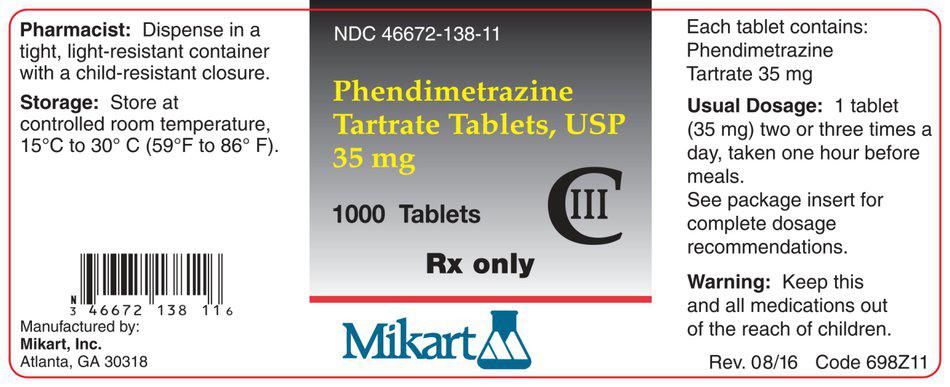 Pharmacist: Dispense in a
tight, light-resistant container
with a child-resistant closure.
Storage: Store at
controlled room temperature,
15°C to 30° C (59°F to 86° F).
N
3 46672 138 11 6
Manufactured by:
Mikart, Inc.
Atlanta, GA 30318
NDC 46672-138-11
Phendimetrazine
Tartrate Tablets, USP
35 mg
1000 Tablets
CIII
Rx only
Mikart
Each tablet contains:
Phendimetrazine
Tartrate 35 mg
Usual Dosage: 1 tablet
(35 mg) two or three times a
day, taken one hour before
meals.
See package insert for
complete dosage
recommendations.
Warning: Keep this
and all medications out
of the reach of children.
Rev. 08/16 Code 698Z11